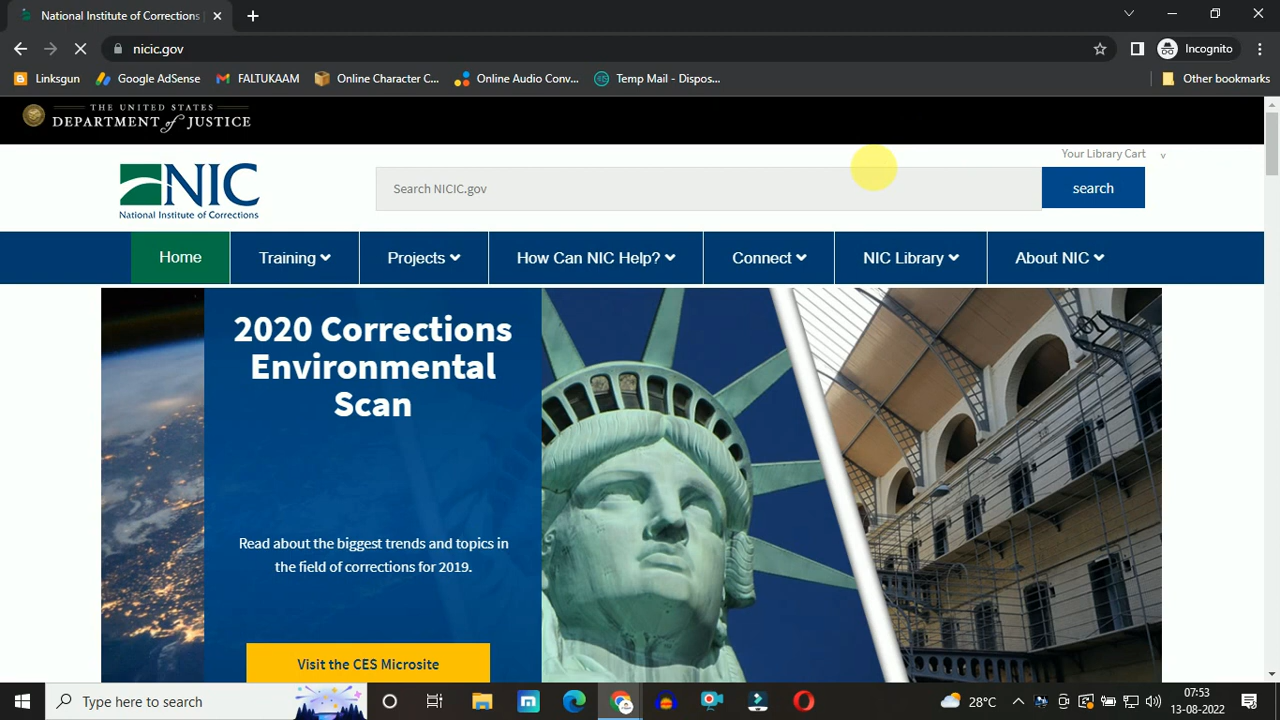 National Institute of Corrections
nicic.gov
Incognito
Linksgun
Google AdSense
FALTUKAAM
Online Character C...
Online Audio Conv...
Temp Mail - Dispos...
Other bookmarks
THE UNITED STATES
DEPARTMENT of JUSTICE
Your Library Cart
NIC
National Institute of Corrections
Search NICIC.gov
search
Home
Training
Projects
How Can NIC Help?
Connect
NIC Library
About NIC
2020 Corrections
Environmental
Scan
Read about the biggest trends and topics in
the field of corrections for 2019.
Visit the CES Microsite
Type here to search
28°C
07:53
13-08-2022